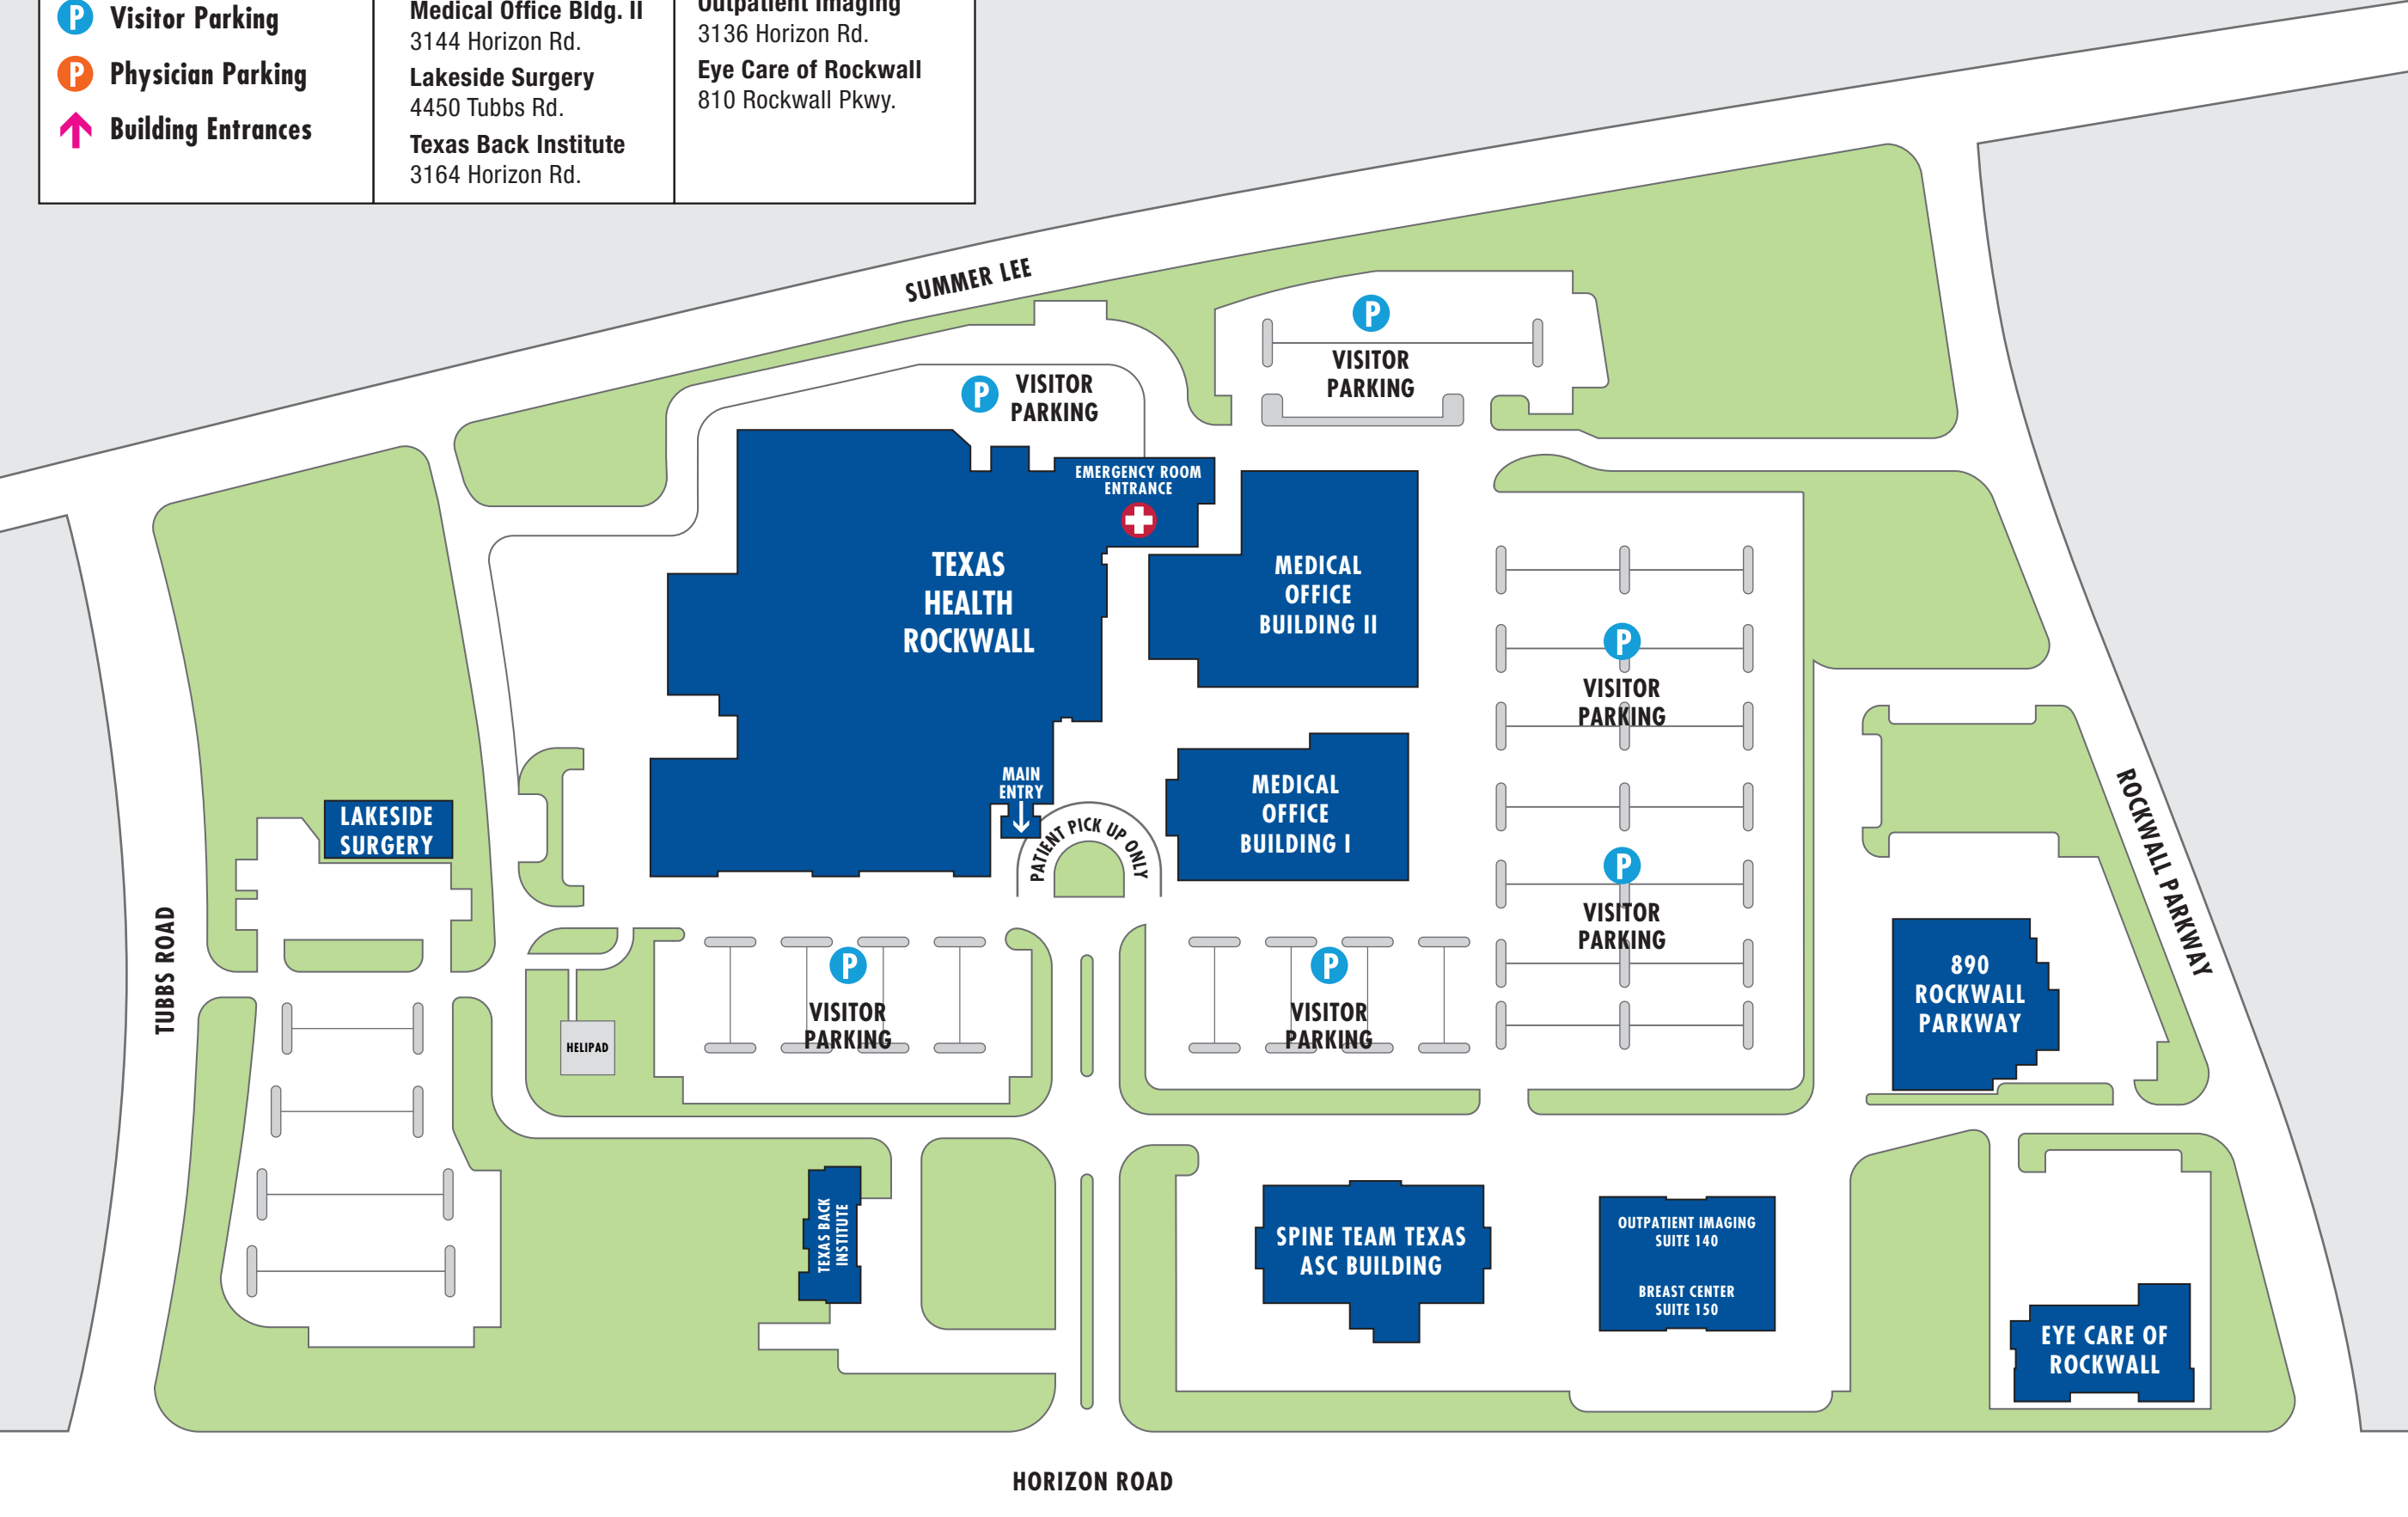 P Visitor Parking
P Physician Parking
Building Entrances
Medical Office Bldg. II
3144 Horizon Rd.
Lakeside Surgery
4450 Tubbs Rd.
Texas Back Institute
3164 Horizon Rd.
Outpatient Imaging
3136 Horizon Rd.
Eye Care of Rockwall
810 Rockwall Pkwy.
SUMMER LEE
P
VISITOR
PARKING
P
VISITOR
PARKING
EMERGENCY ROOM
ENTRANCE
TEXAS
HEALTH
ROCKWALL
MEDICAL
OFFICE
BUILDING II
P
VISITOR
PARKING
MAIN
ENTRY
PATIENT PICK UP ONLY
MEDICAL
OFFICE
BUILDING I
LAKESIDE
SURGERY
P
VISITOR
PARKING
ROCKWALL PARKWAY
TUBBS ROAD
HELIPAD
P
VISITOR
PARKING
P
VISITOR
PARKING
890
ROCKWALL
PARKWAY
TEXAS BACK
INSTITUTE
SPINE TEAM TEXAS
ASC BUILDING
OUTPATIENT IMAGING
SUITE 140
BREAST CENTER
SUITE 150
EYE CARE OF
ROCKWALL
HORIZON ROAD